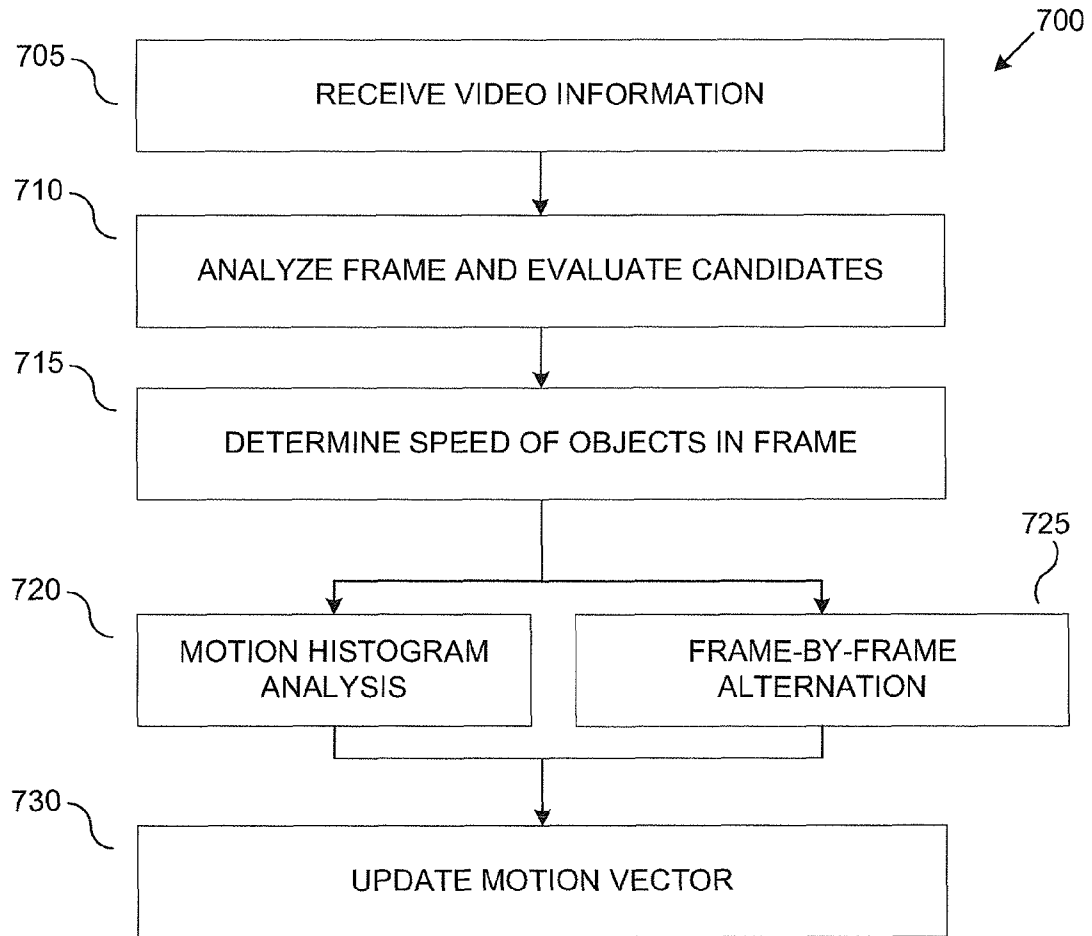 700
705
RECEIVE VIDEO INFORMATION
710
ANALYZE FRAME AND EVALUATE CANDIDATES
715
DETERMINE SPEED OF OBJECTS IN FRAME
725
720
MOTION HISTOGRAM
ANALYSIS
FRAME-BY-FRAME
ALTERNATION
730
UPDATE MOTION VECTOR